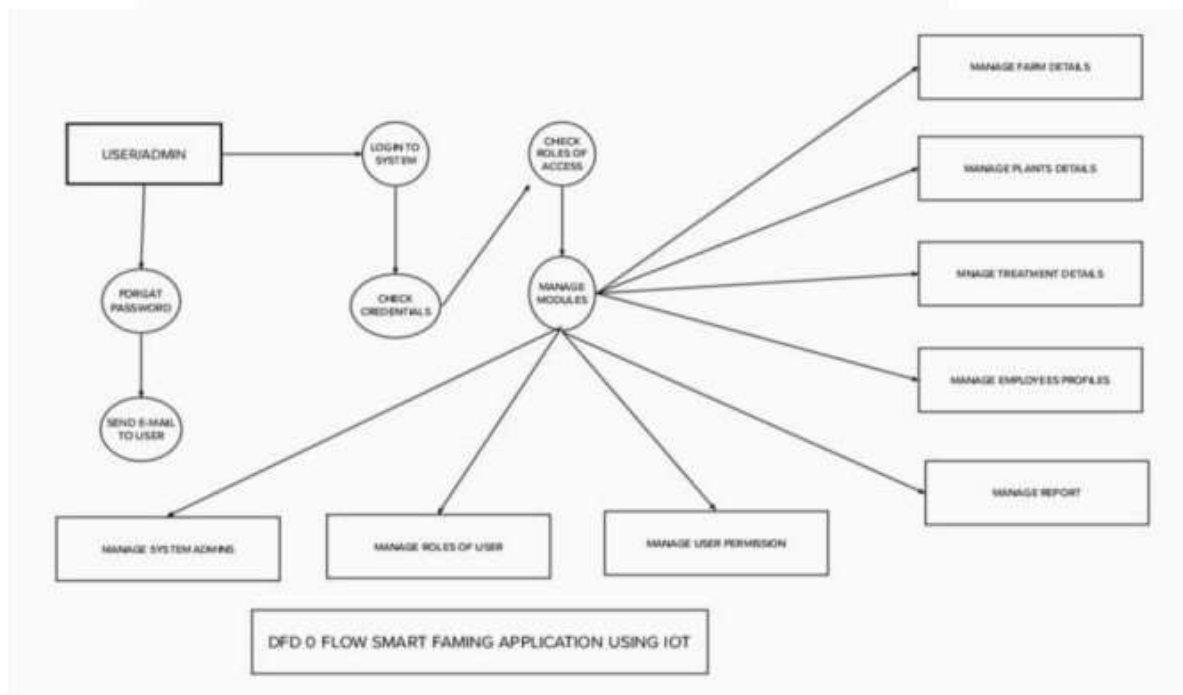 MANAGE FARM DETAILS
USER/ADMIN
LOGIN TO
SYSTEM
CHECK
ROLES OF
ACCESS
MANAGE PLANTS DETAILS
FORGAT
PASSWORD
CHECK
CREDENTIALS
MANAGE
MODULES
MNAGE TREATMENT DETAILS
MANAGE EMPLOYEES PROFILES
SEND E-MAIL
TO USER
MANAGE REPORT
MANAGE SYSTEM ADMINS
MANAGE ROLES OF USER
MANAGE USER PERMISSION
DFD 0 FLOW SMART FAMING APPLICATION USING IOT